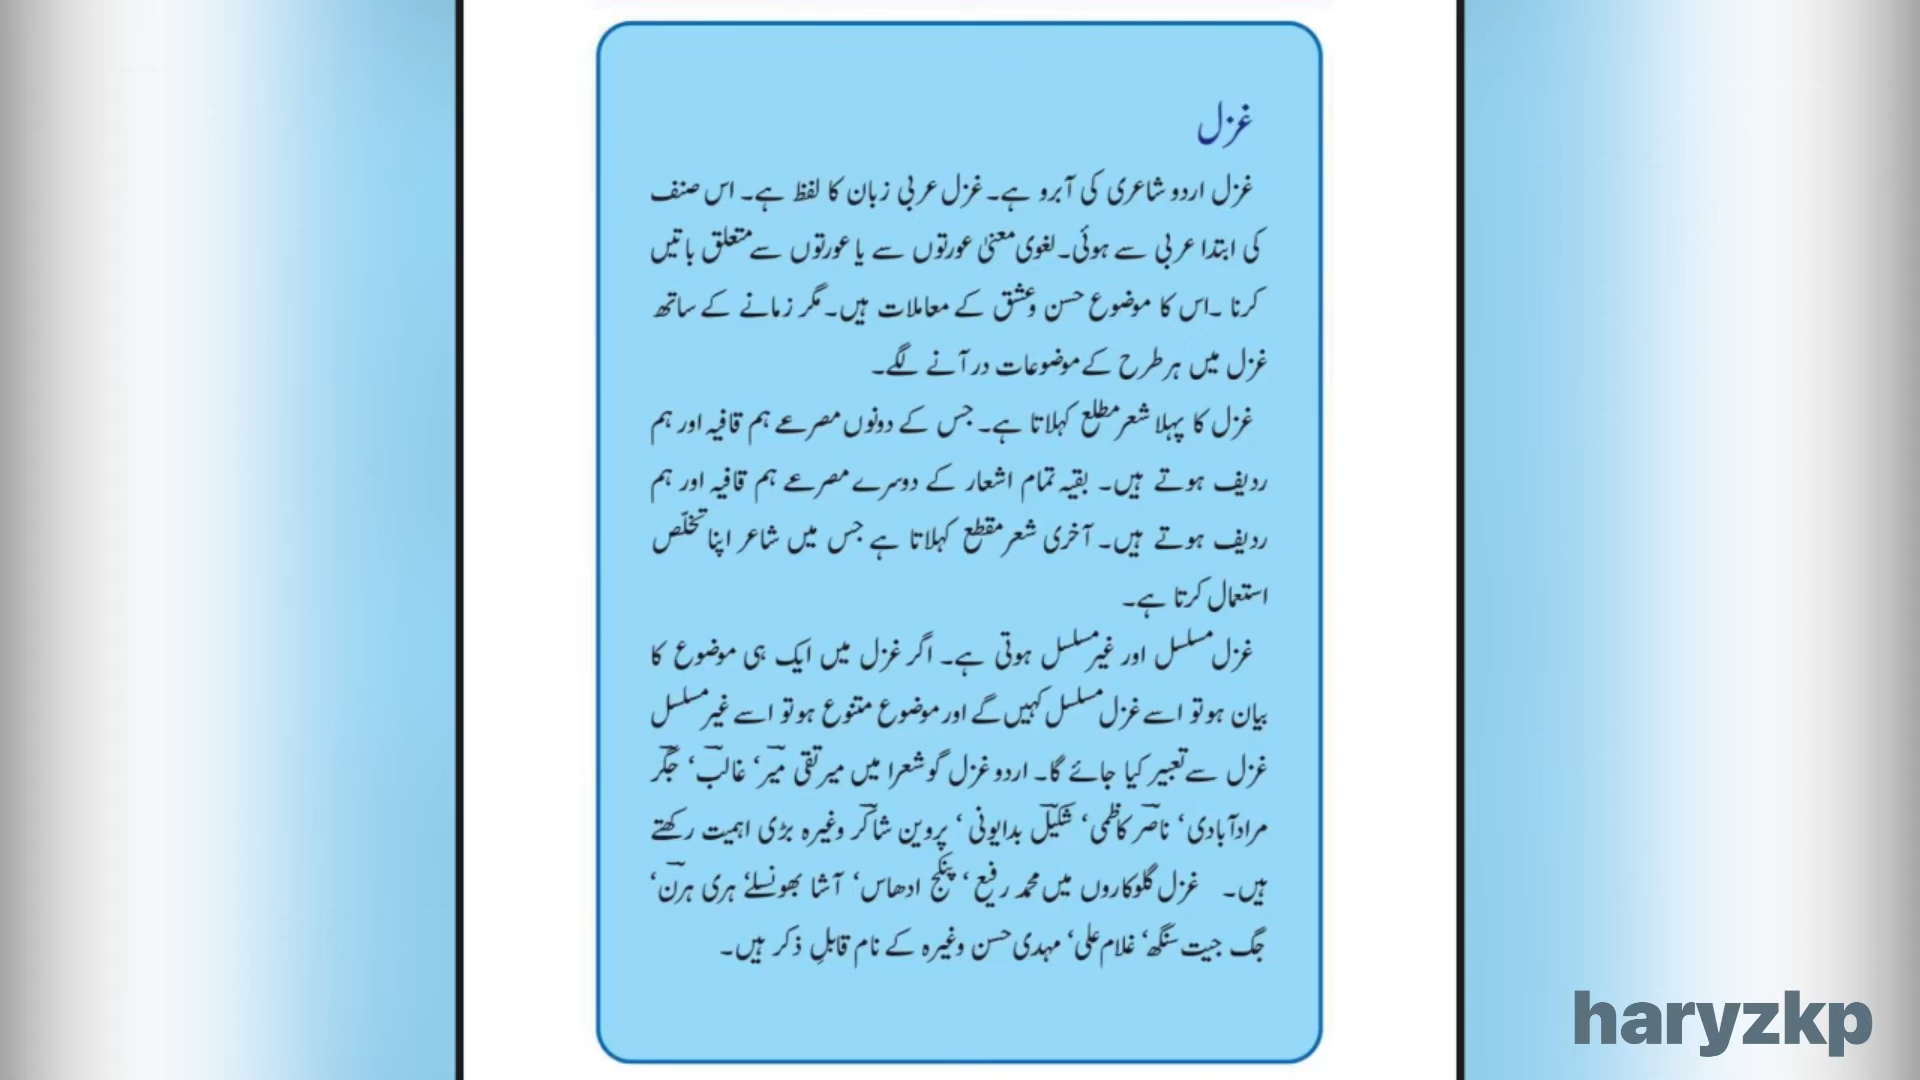 غزل
غزل اردو شاعری کی آبرو ہے۔ غزل عربی زبان کا لفظ ہے۔ اس صنف
کی ابتدا عربی سے ہوئی۔ لغوی معنیٰ عورتوں سے یا عورتوں سے متعلق باتیں
کرنا ۔ اس کا موضوع حسن و عشق کے معاملات ہیں۔ مگر زمانے کے ساتھ
غزل میں ہر طرح کے موضوعات در آنے لگے۔
غزل کا پہلا شعر مطلع کہلاتا ہے۔ جس کے دونوں مصرعے ہم قافیہ اور ہم
ردیف ہوتے ہیں۔ بقیہ تمام اشعار کے دوسرے مصرعے ہم قافیہ اور ہم
ردیف ہوتے ہیں۔ آخری شعر مقطع کہلاتا ہے جس میں شاعر اپنا تخلّص
استعمال کرتا ہے۔
غزل مسلسل اور غیر مسلسل ہوتی ہے۔ اگر غزل میں ایک ہی موضوع کا
بیان ہو تو اسے غزل مسلسل کہیں گے اور موضوع متنوع ہو تو اسے غیر مسلسل
غزل سے تعبیر کیا جائے گا۔ اردو غزل گو شعرا میں میر تقی میرؔ‘ غالبؔ‘ جگرؔ
مرادآبادی‘ ناصرؔ کاظمی‘ شکیلؔ بدایونی‘ پروین شاکرؔ وغیرہ بڑی اہمیت رکھتے
ہیں۔ غزل گلوکاروں میں محمد رفیع‘ پنکج ادھاس‘ آشا بھونسلے‘ ہری ہرنؔ‘
جگ جیت سنگھ‘ غلام علی‘ مہدی حسن وغیرہ کے نام قابلِ ذکر ہیں۔
haryzkp